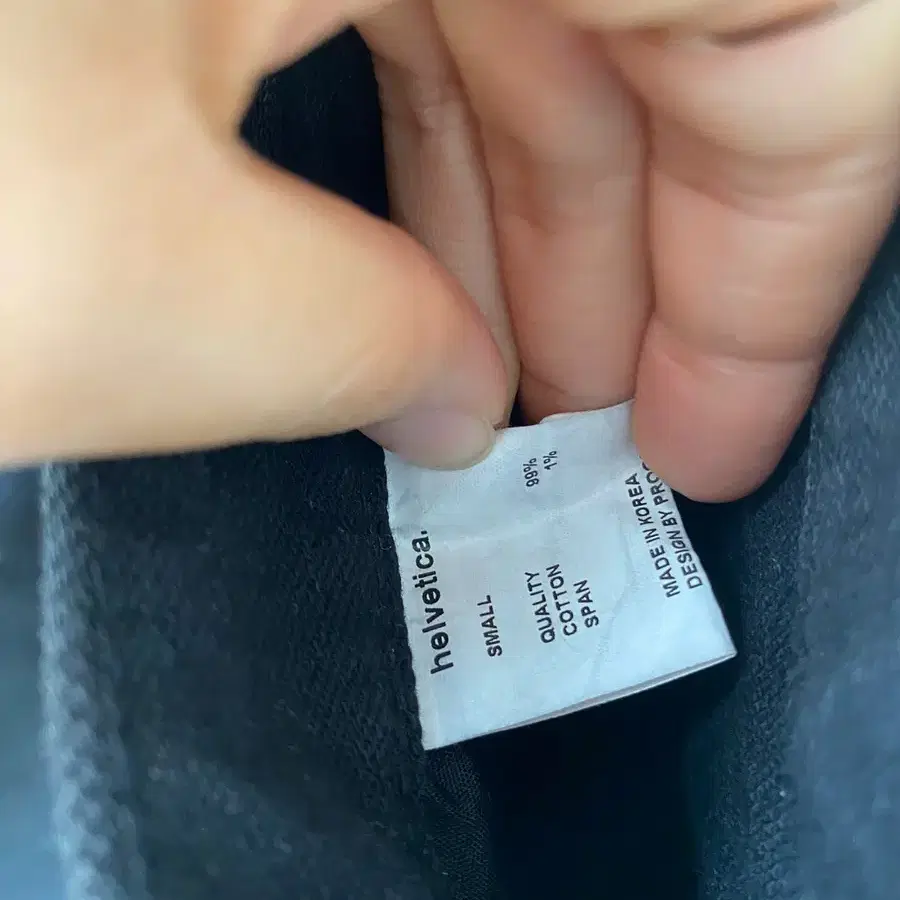 helvetica.
SMALL
QUALITY
COTTON 99%
SPAN 1%
MADE IN KOREA
DESIGN BY